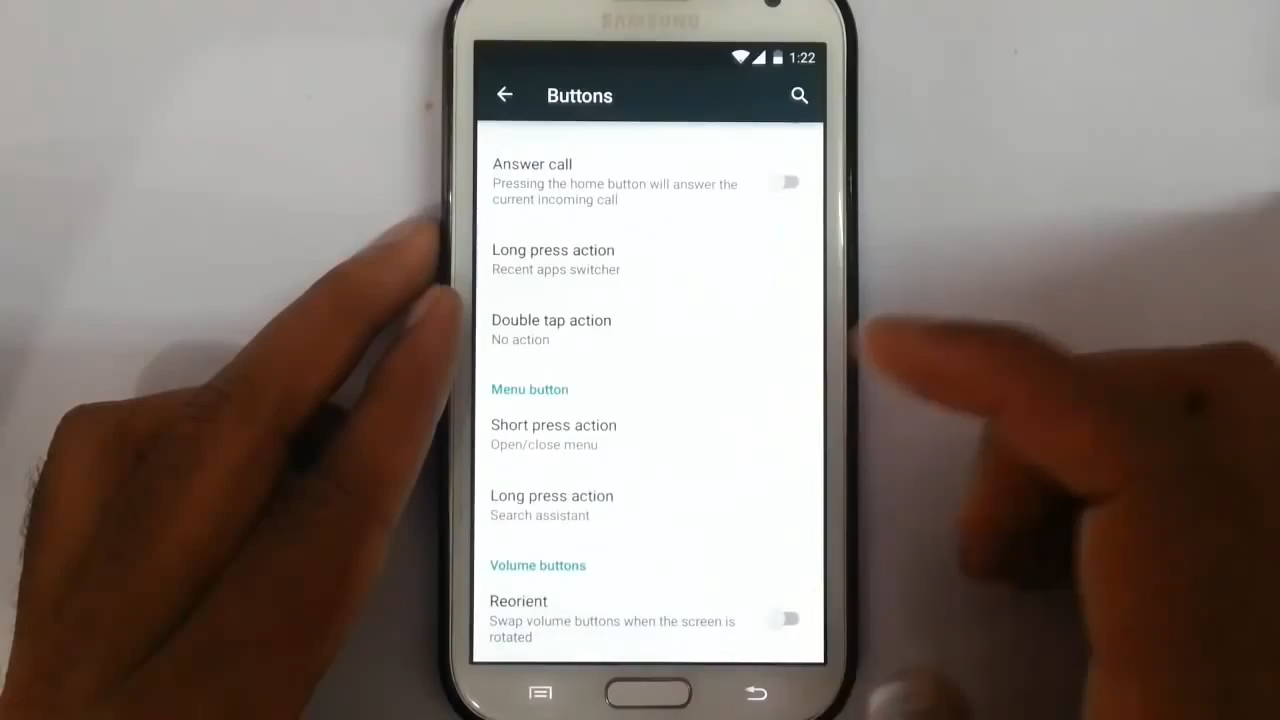 SAMSUNG
1:22
Buttons
Answer call
Pressing the home button will answer the
current incoming call
Long press action
Recent apps switcher
Double tap action
No action
Menu button
Short press action
Open/close menu
Long press action
Search assistant
Volume buttons
Reorient
Swap volume buttons when the screen is
rotated